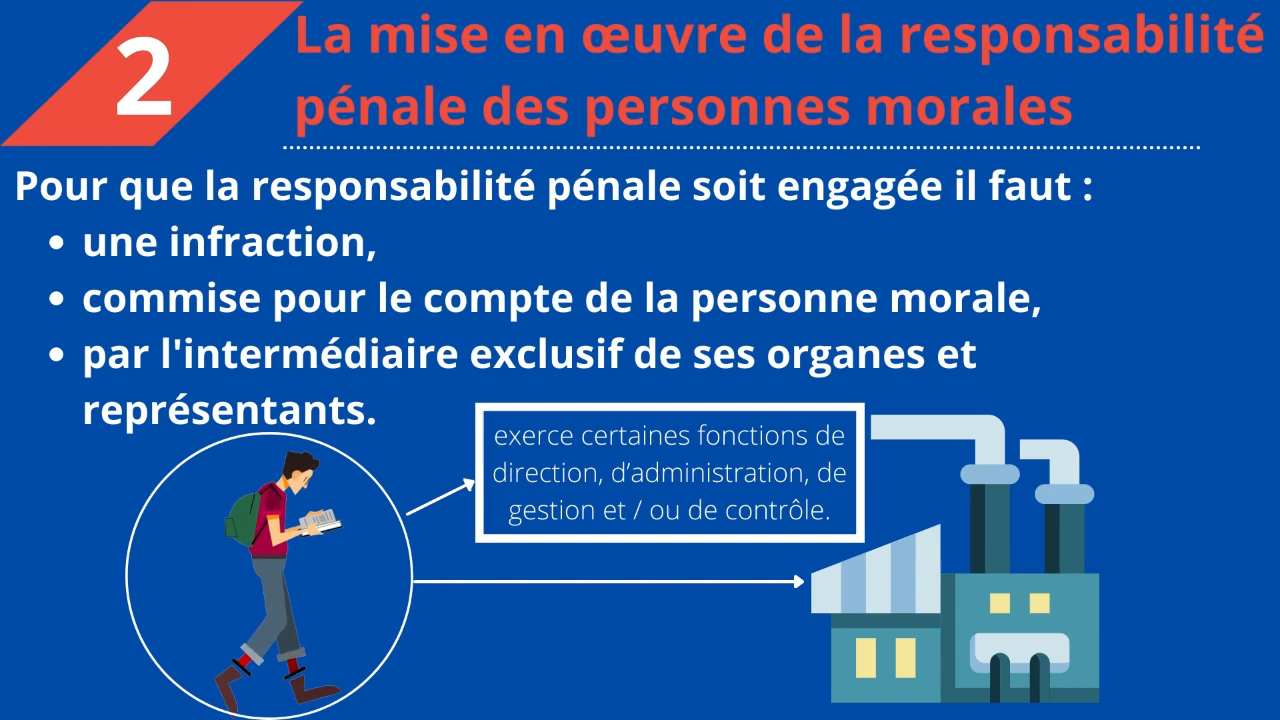 2
La mise en œuvre de la responsabilité
pénale des personnes morales
Pour que la responsabilité pénale soit engagée il faut :
• une infraction,
• commise pour le compte de la personne morale,
• par l'intermédiaire exclusif de ses organes et
représentants.
exerce certaines fonctions de
direction, d’administration, de
gestion et / ou de contrôle.